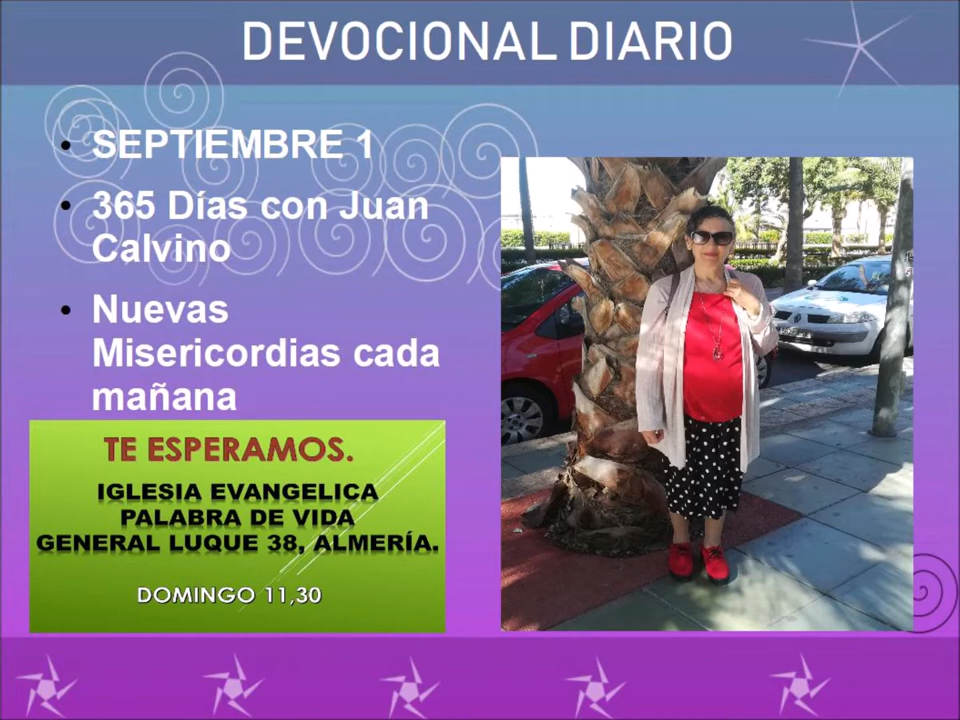 DEVOCIONAL DIARIO
• SEPTIEMBRE 1
• 365 Días con Juan
Calvino
• Nuevas
Misericordias cada
mañana
TE ESPERAMOS.
IGLESIA EVANGELICA
PALABRA DE VIDA
GENERAL LUQUE 38, ALMERÍA.
DOMINGO 11,30